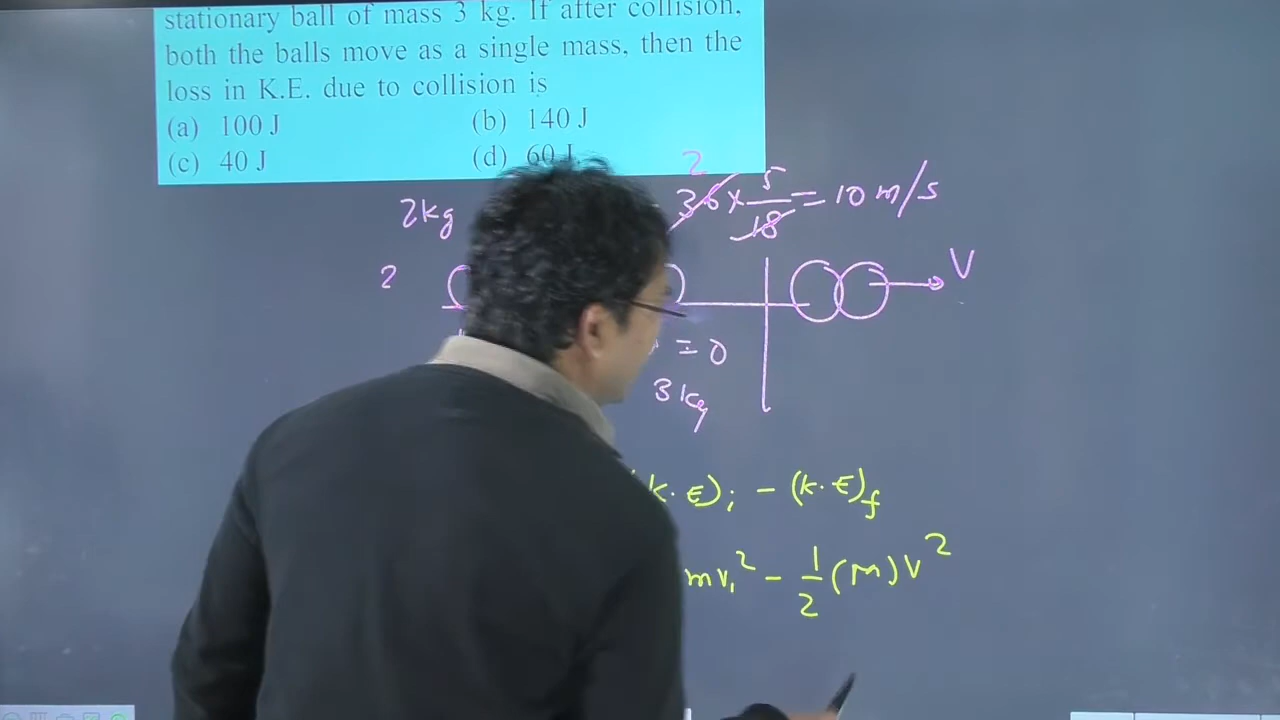 stationary ball of mass 3 kg. If after collision,
both the balls move as a single mass, then the
loss in K.E. due to collision is
(a) 100 J (b) 140 J
(c) 40 J (d) 60 J
2kg 36 × 5/18 = 10 m/s
2
2 V
= 0
3 kg
(K.E)i - (K.E)f
mv₁² - 1/2 (m) v²